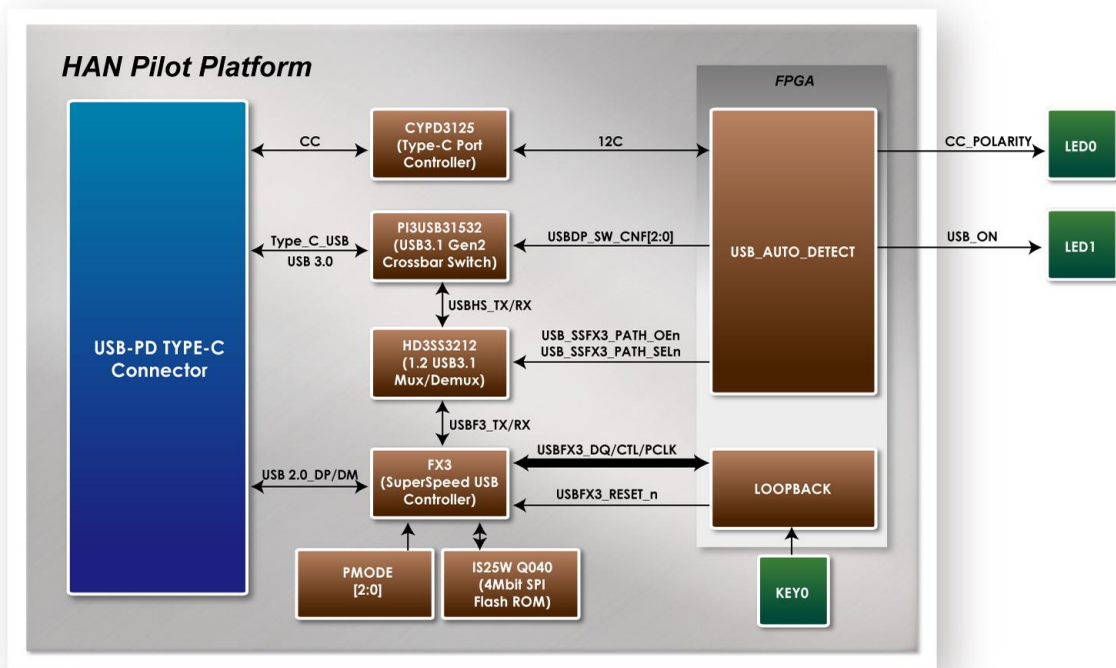 HAN Pilot Platform
FPGA
USB-PD TYPE-C
Connector
CC
CYPD3125
(Type-C Port
Controller)
12C
USB_AUTO_DETECT
CC_POLARITY
LED0
Type_C_USB
USB 3.0
PI3USB31532
(USB3.1 Gen2
Crossbar Switch)
USBDP_SW_CNF[2:0]
USB_ON
LED1
USBHS_TX/RX
HD3SS3212
(1.2 USB3.1
Mux/Demux)
USB_SSFX3_PATH_OEn
USB_SSFX3_PATH_SELn
USBF3_TX/RX
USB 2.0_DP/DM
FX3
(SuperSpeed USB
Controller)
USBFX3_DQ/CTL/PCLK
USBFX3_RESET_n
LOOPBACK
PMODE
[2:0]
IS25W Q040
(4Mbit SPI
Flash ROM)
KEY0